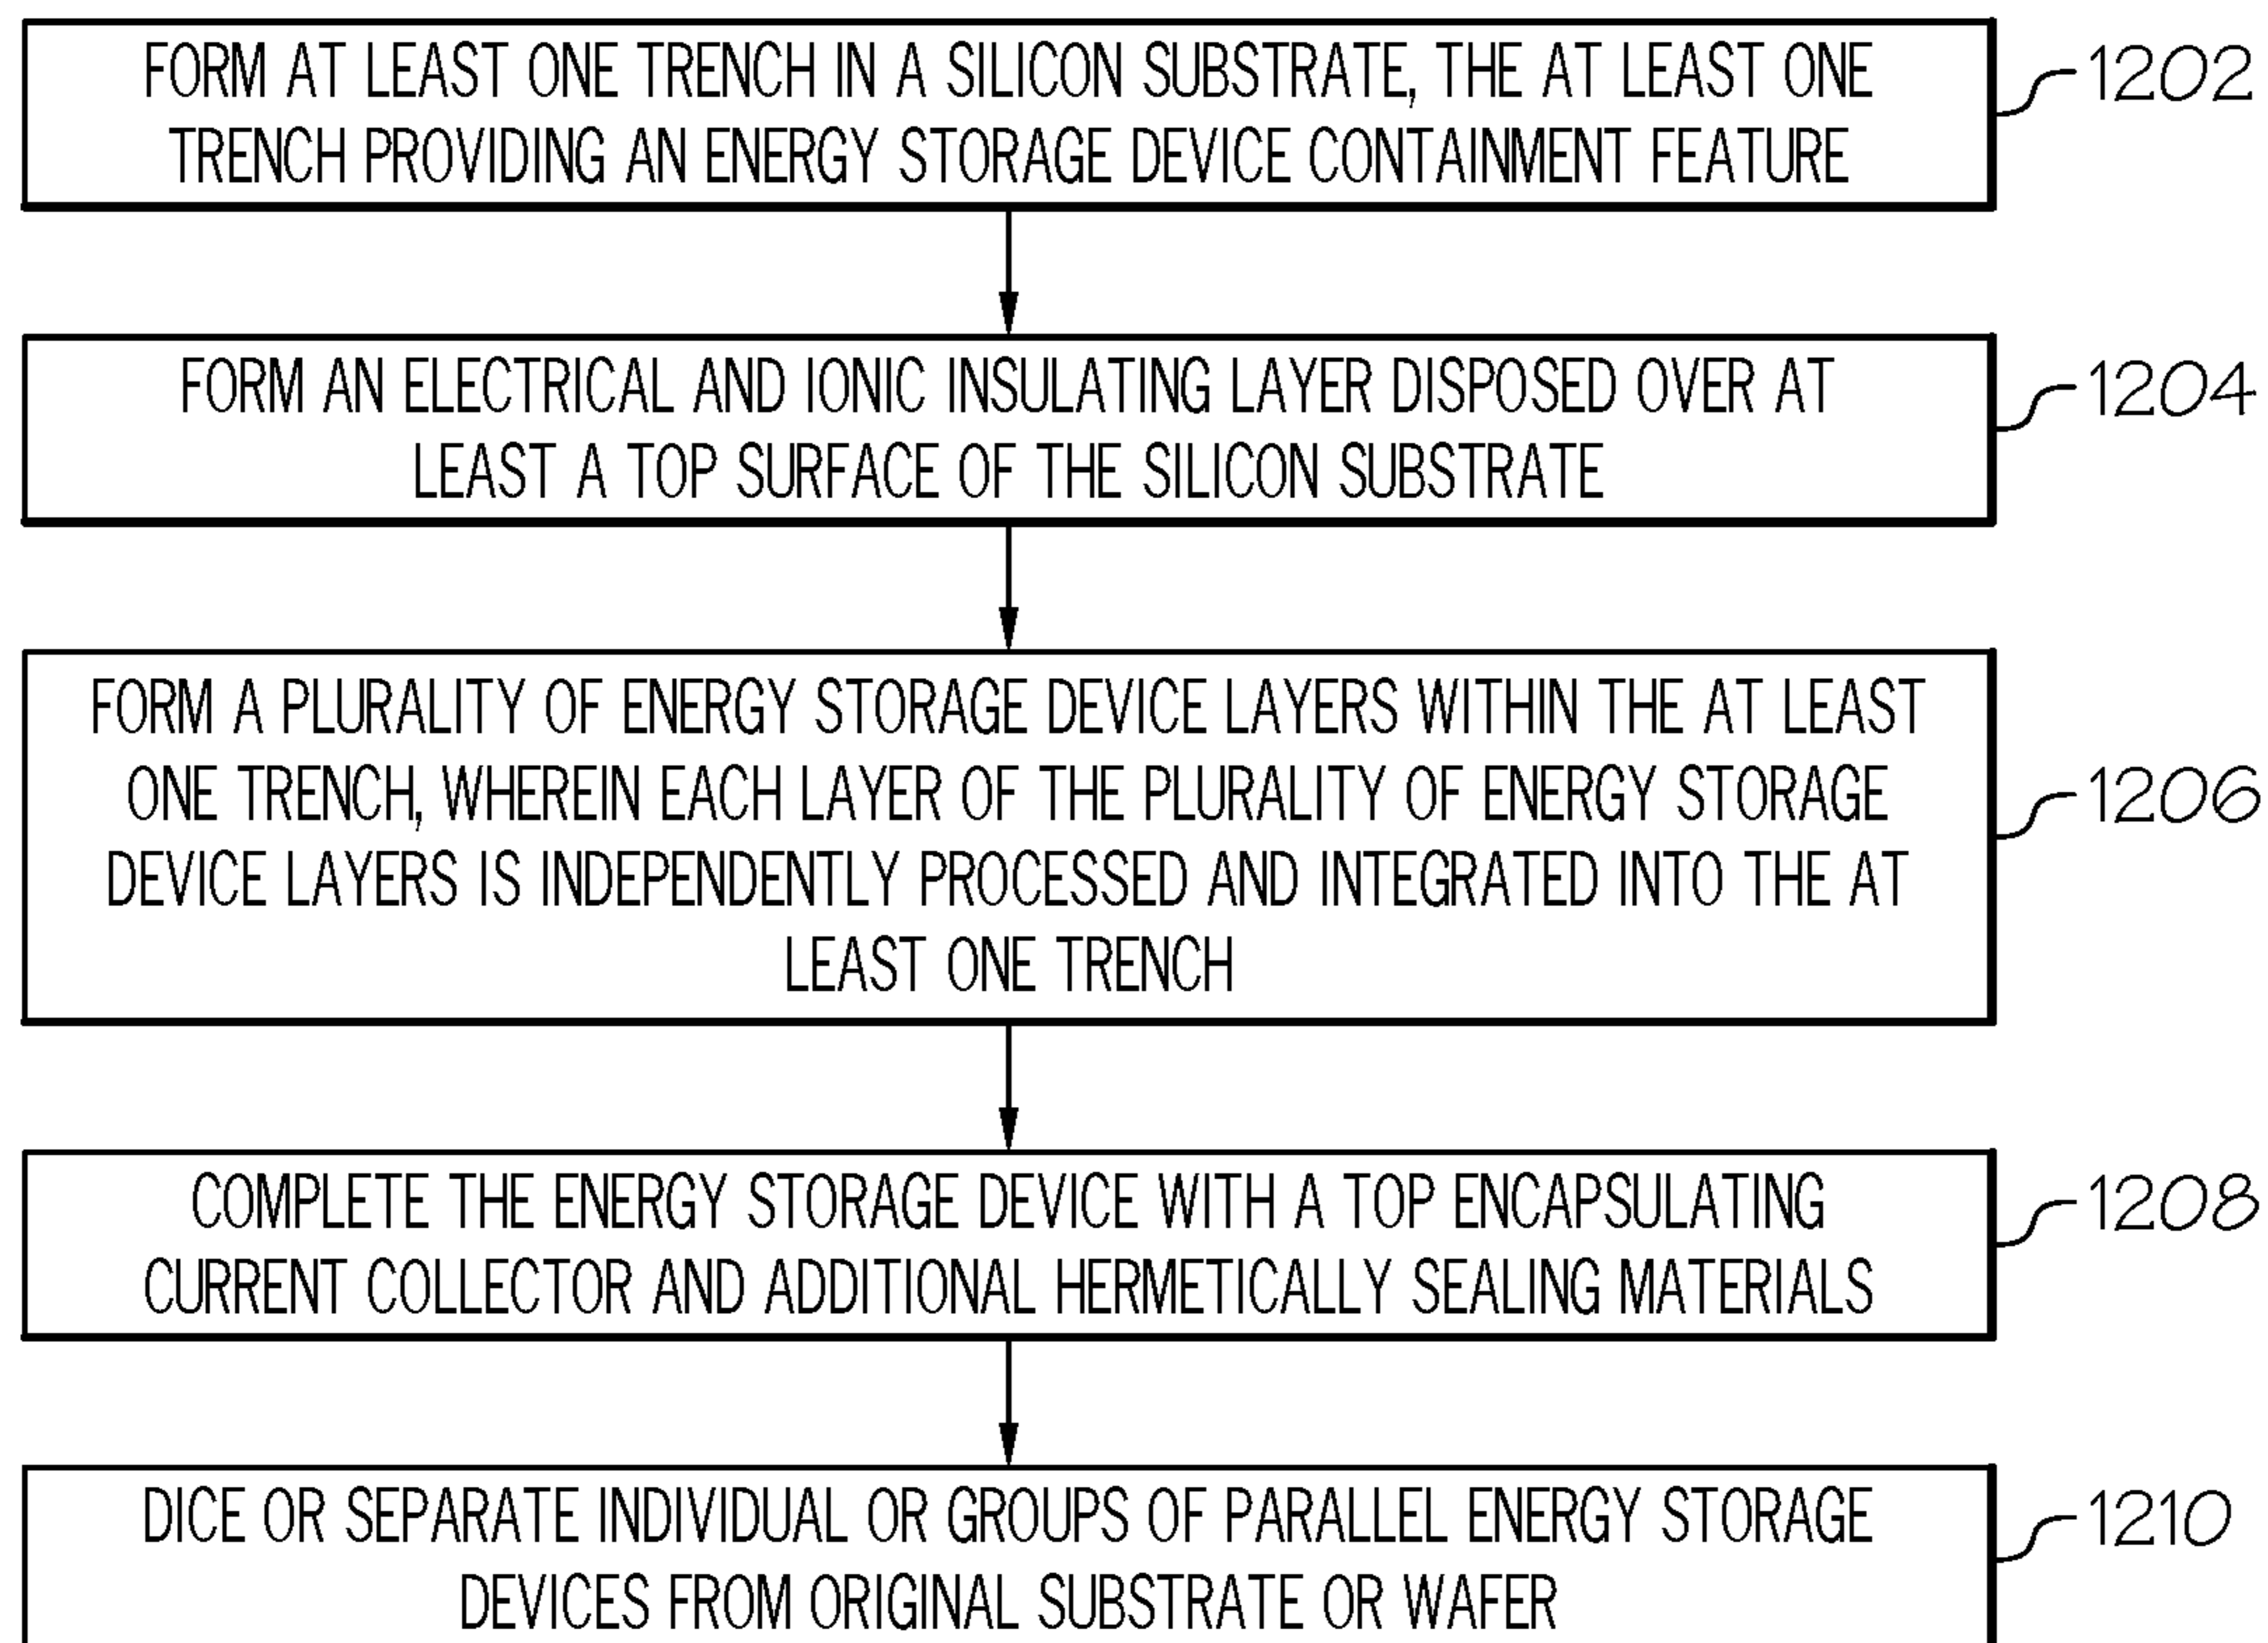 FORM AT LEAST ONE TRENCH IN A SILICON SUBSTRATE, THE AT LEAST ONE
TRENCH PROVIDING AN ENERGY STORAGE DEVICE CONTAINMENT FEATURE
1202
FORM AN ELECTRICAL AND IONIC INSULATING LAYER DISPOSED OVER AT
LEAST A TOP SURFACE OF THE SILICON SUBSTRATE
1204
FORM A PLURALITY OF ENERGY STORAGE DEVICE LAYERS WITHIN THE AT LEAST
ONE TRENCH, WHEREIN EACH LAYER OF THE PLURALITY OF ENERGY STORAGE
DEVICE LAYERS IS INDEPENDENTLY PROCESSED AND INTEGRATED INTO THE AT
LEAST ONE TRENCH
1206
COMPLETE THE ENERGY STORAGE DEVICE WITH A TOP ENCAPSULATING
CURRENT COLLECTOR AND ADDITIONAL HERMETICALLY SEALING MATERIALS
1208
DICE OR SEPARATE INDIVIDUAL OR GROUPS OF PARALLEL ENERGY STORAGE
DEVICES FROM ORIGINAL SUBSTRATE OR WAFER
1210